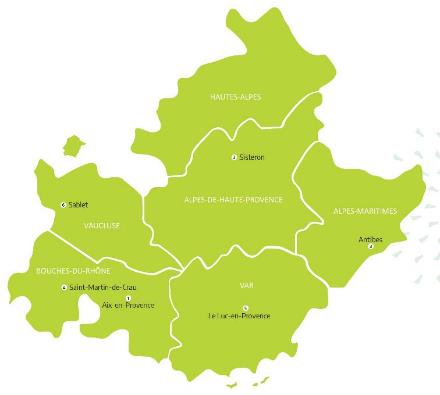 HAUTES-ALPES
Sisteron
ALPES-DE-HAUTE-PROVENCE
ALPES-MARITIMES
Sablet
VAUCLUSE
Antibes
BOUCHES-DU-RHÔNE
Saint-Martin-de-Crau
Aix-en-Provence
VAR
Le Luc-en-Provence